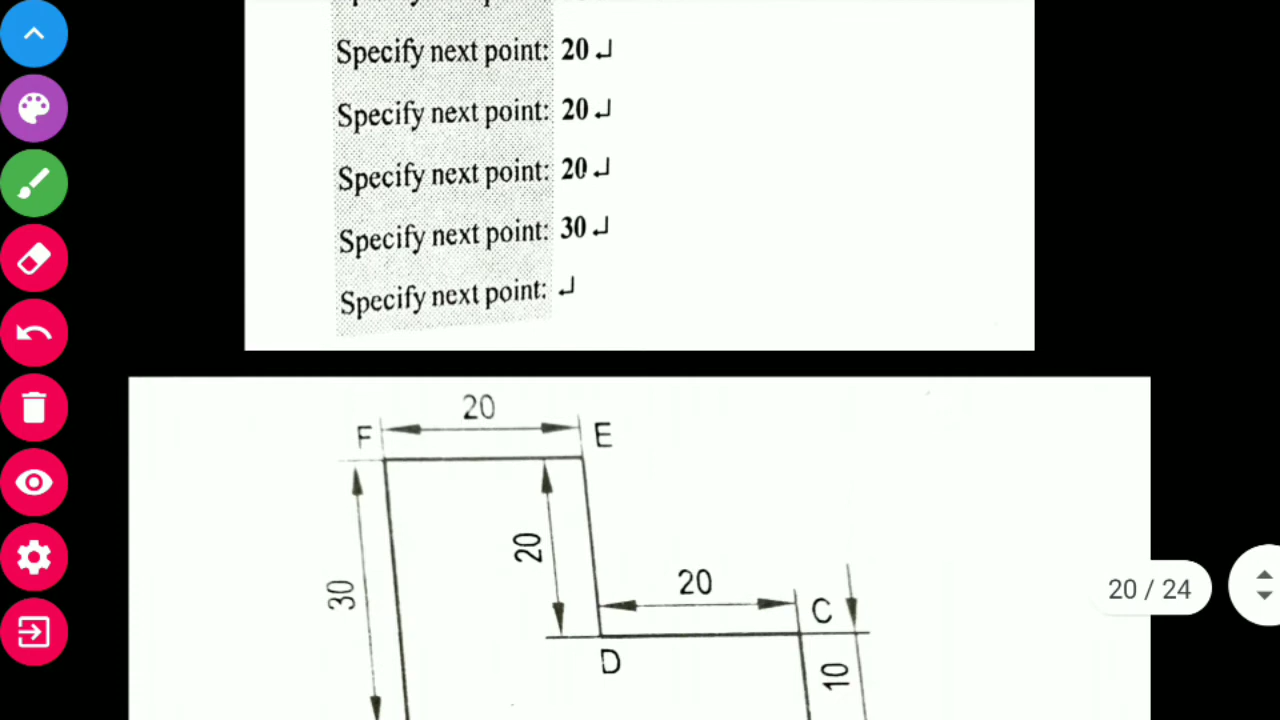 Specify next point: 20 ↵
Specify next point: 20 ↵
Specify next point: 20 ↵
Specify next point: 30 ↵
Specify next point: ↵
20
F
E
20
30
20
C
D
10
20 / 24